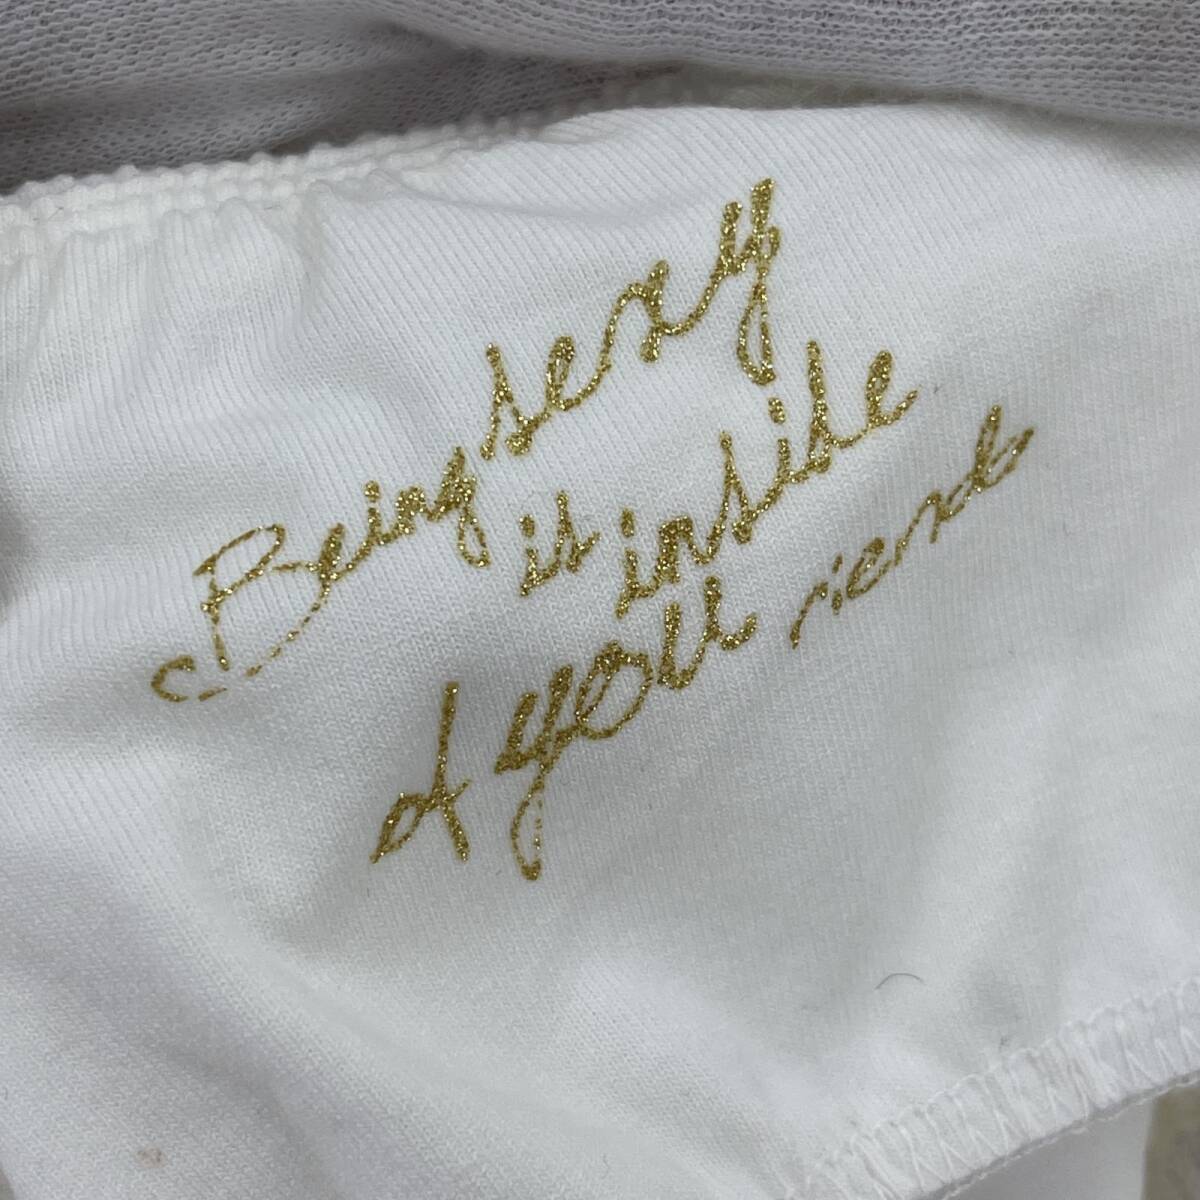 Being sexy
is inside
of you